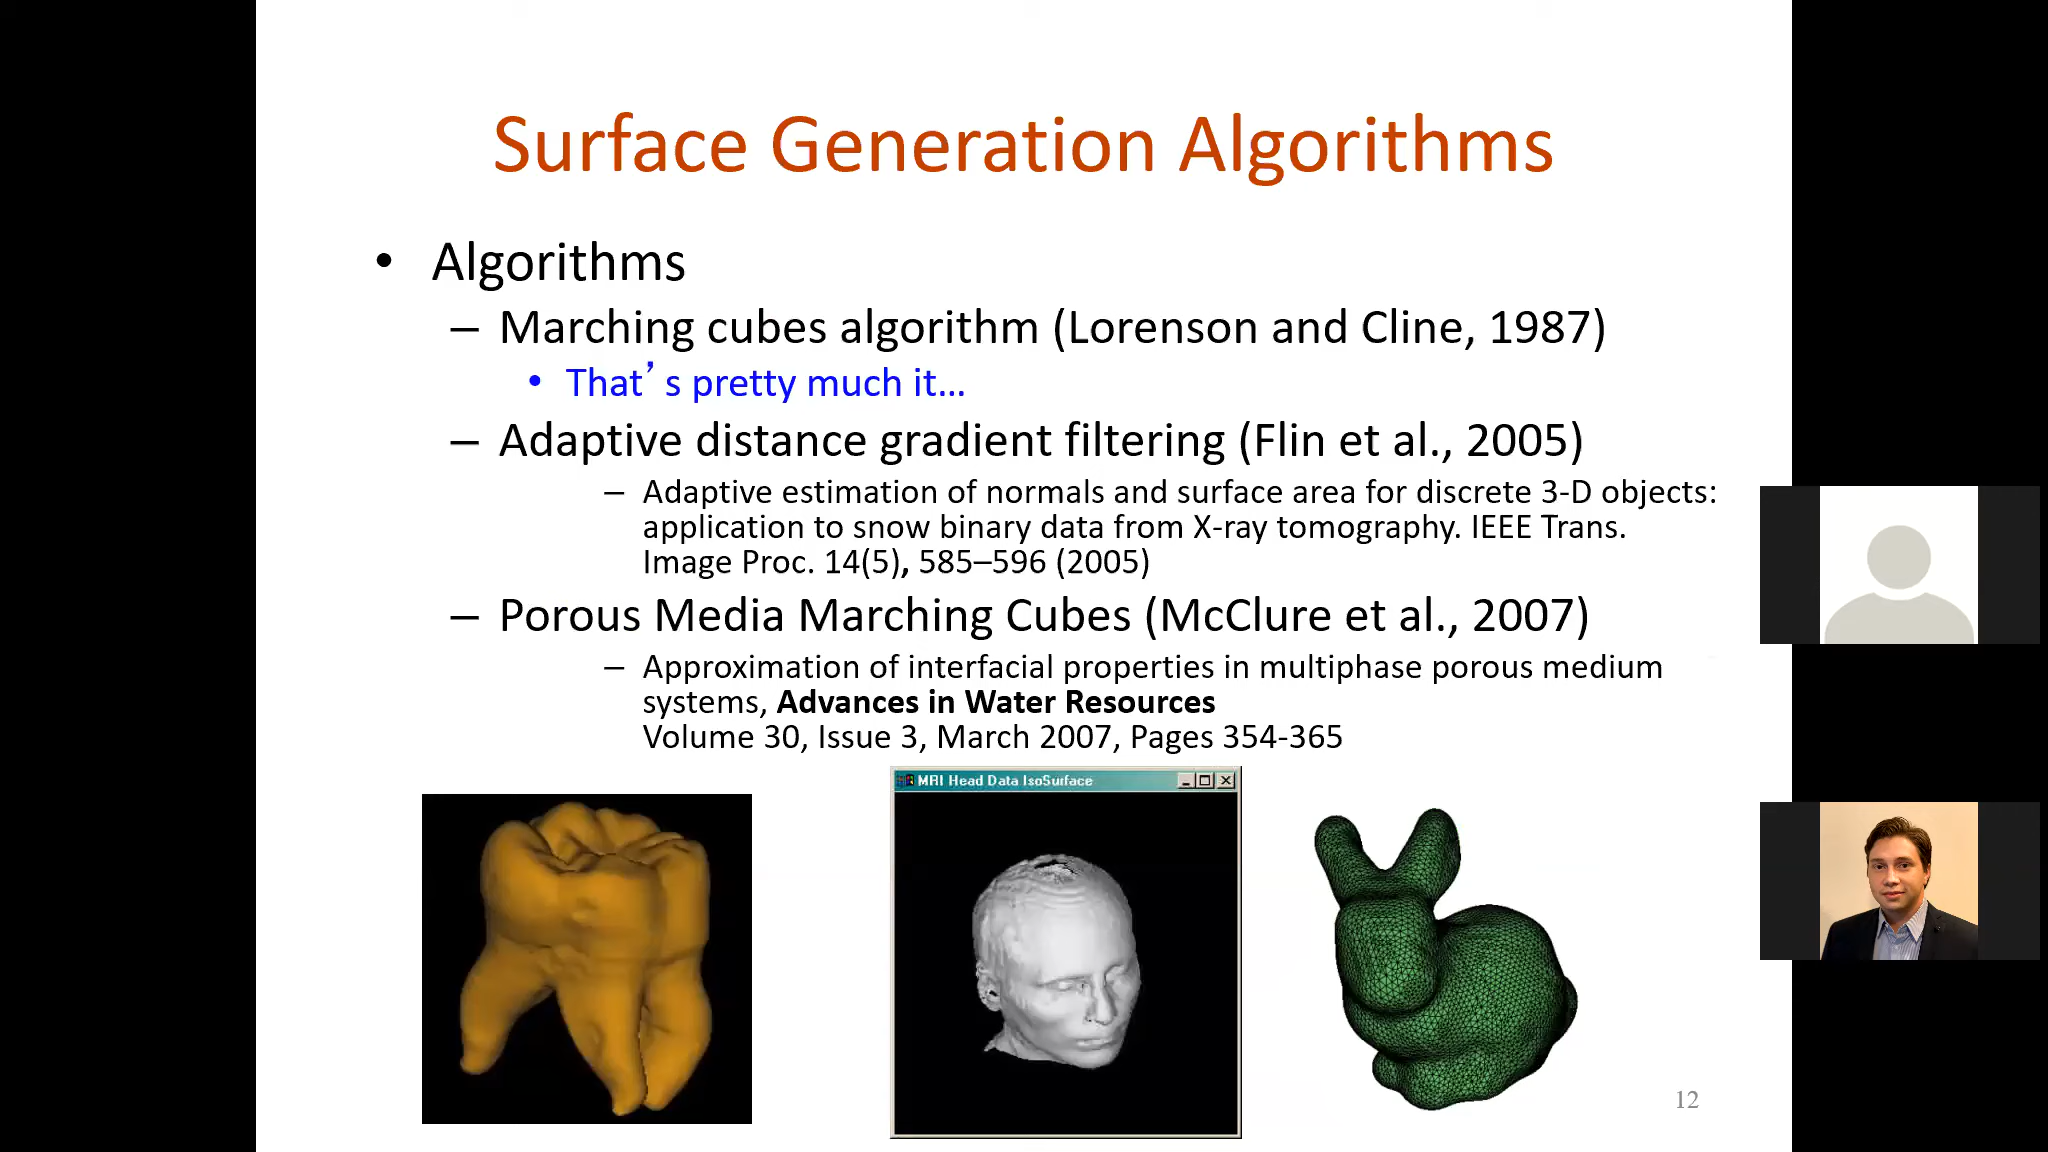 Surface Generation Algorithms
• Algorithms
– Marching cubes algorithm (Lorenson and Cline, 1987)
• That’s pretty much it…
– Adaptive distance gradient filtering (Flin et al., 2005)
– Adaptive estimation of normals and surface area for discrete 3-D objects:
application to snow binary data from X-ray tomography. IEEE Trans.
Image Proc. 14(5), 585–596 (2005)
– Porous Media Marching Cubes (McClure et al., 2007)
– Approximation of interfacial properties in multiphase porous medium
systems, Advances in Water Resources
Volume 30, Issue 3, March 2007, Pages 354-365
MRI Head Data IsoSurface
12